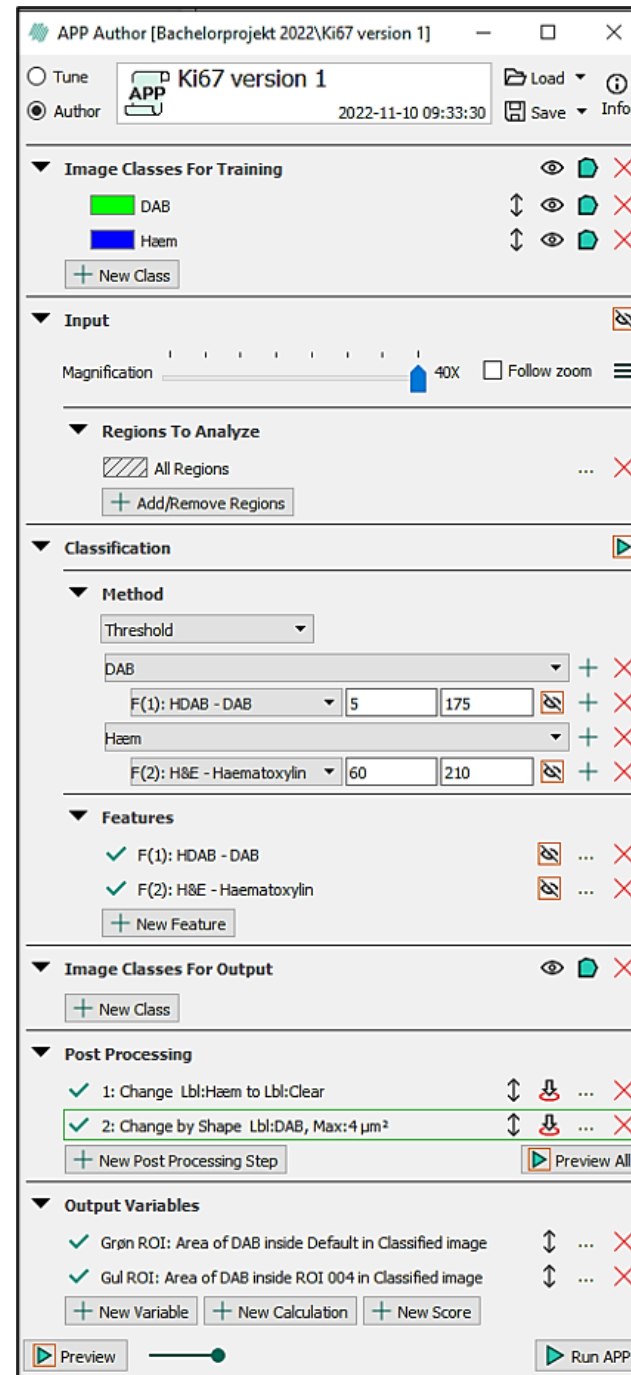 APP Author [Bachelorprojekt 2022\Ki67 version 1]
Tune
Author
APP
Ki67 version 1
2022-11-10 09:33:30
Load
Save
Info
Image Classes For Training
DAB
Hæm
New Class
Input
Magnification
40X
Follow zoom
Regions To Analyze
All Regions
...
Add/Remove Regions
Classification
Method
Threshold
DAB
F(1): HDAB - DAB 5 175
Hæm
F(2): H&E - Haematoxylin 60 210
Features
F(1): HDAB - DAB ...
F(2): H&E - Haematoxylin ...
New Feature
Image Classes For Output
New Class
Post Processing
1: Change Lbl:Hæm to Lbl:Clear ...
2: Change by Shape Lbl:DAB, Max:4 µm² ...
New Post Processing Step Preview All
Output Variables
Grøn ROI: Area of DAB inside Default in Classified image ...
Gul ROI: Area of DAB inside ROI 004 in Classified image ...
New Variable New Calculation New Score
Preview Run APP